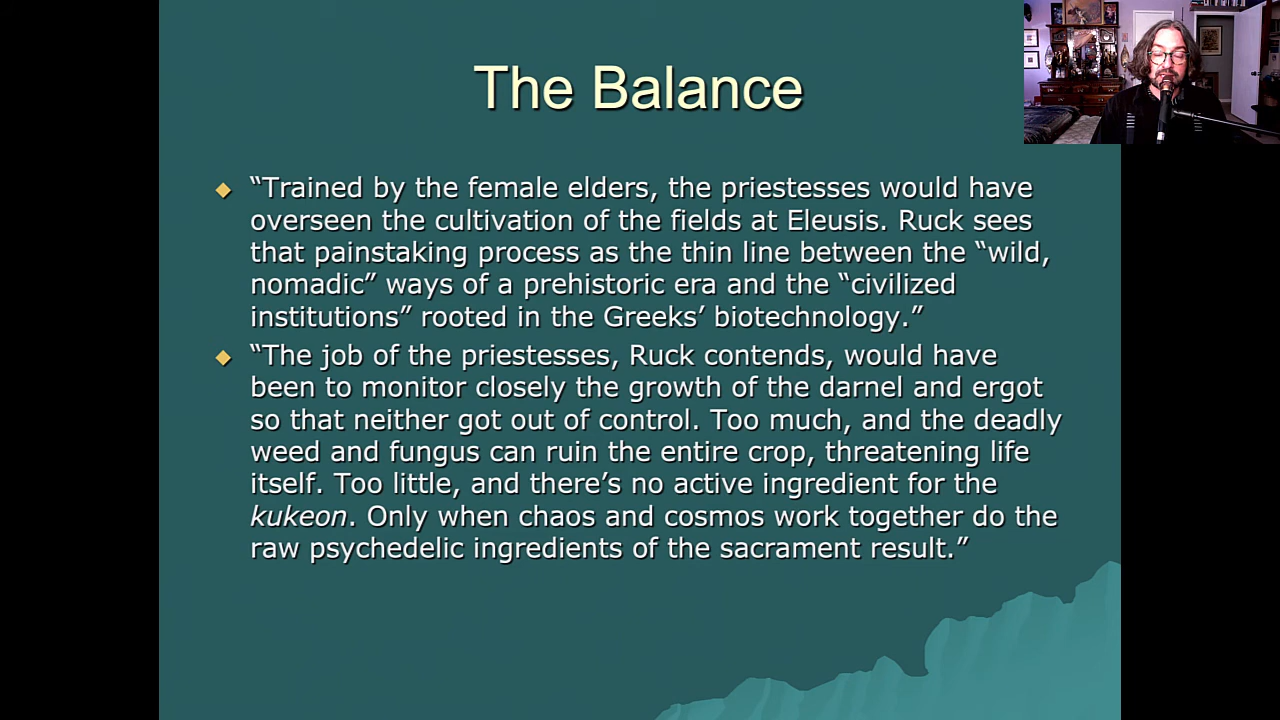 The Balance
“Trained by the female elders, the priestesses would have
overseen the cultivation of the fields at Eleusis. Ruck sees
that painstaking process as the thin line between the “wild,
nomadic” ways of a prehistoric era and the “civilized
institutions” rooted in the Greeks’ biotechnology.”
“The job of the priestesses, Ruck contends, would have
been to monitor closely the growth of the darnel and ergot
so that neither got out of control. Too much, and the deadly
weed and fungus can ruin the entire crop, threatening life
itself. Too little, and there’s no active ingredient for the
kukeon. Only when chaos and cosmos work together do the
raw psychedelic ingredients of the sacrament result.”